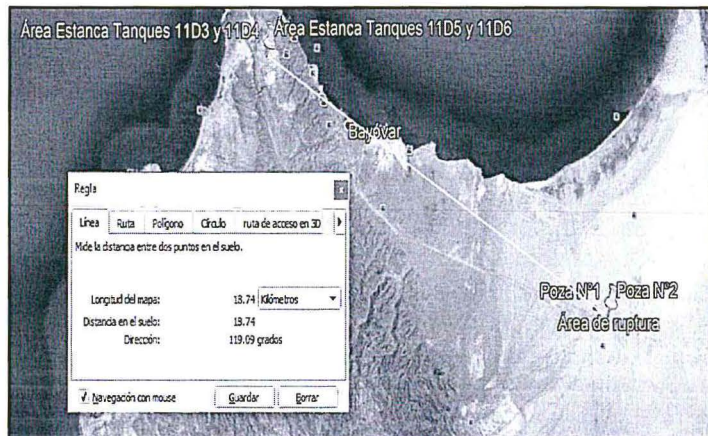 Área Estanca Tanques 11D3 y 11D4 Área Estanca Tanques 11D5 y 11D6
Bayóvar
Regla
Línea Ruta Polígono Círculo ruta de acceso en 3D
Mide la distancia entre dos puntos en el suelo.
Longitud del mapa: 13.74 Kilómetros
Distancia en el suelo: 13.74
Dirección: 119.09 grados
Navegación con mouse Guardar Borrar
Poza Nº1 Poza Nº2
Área de ruptura